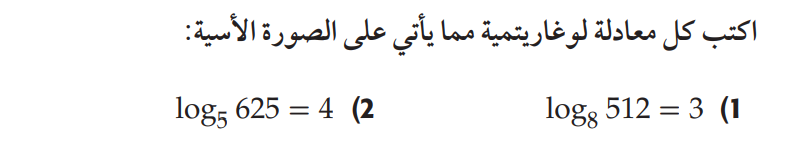 اكتب كل معادلة لوغاريتمية مما يأتي على الصورة الأسية:
1) log₈ 512 = 3    2) log₅ 625 = 4